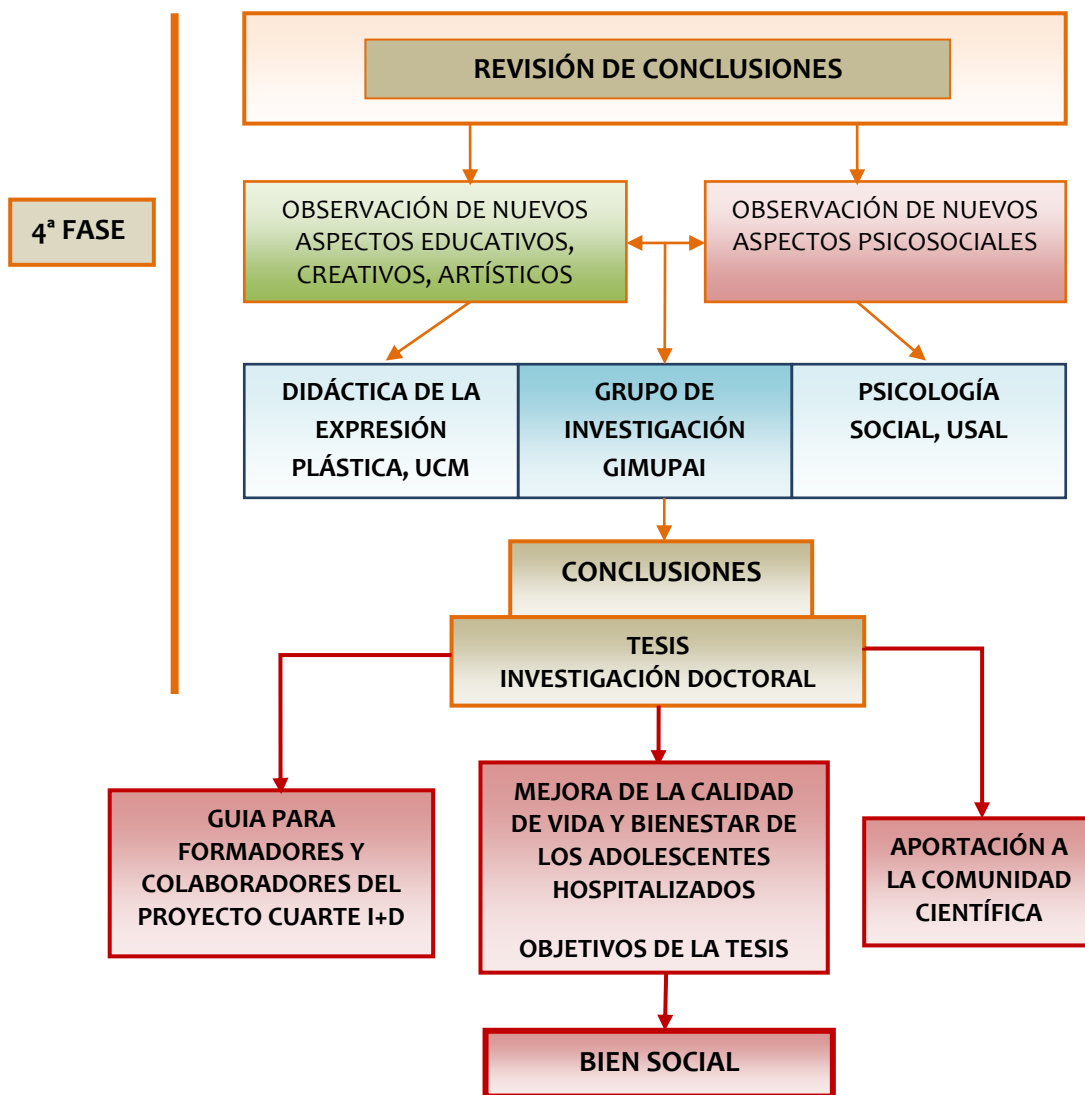 REVISIÓN DE CONCLUSIONES
4ª FASE
OBSERVACIÓN DE NUEVOS
ASPECTOS EDUCATIVOS,
CREATIVOS, ARTÍSTICOS
OBSERVACIÓN DE NUEVOS
ASPECTOS PSICOSOCIALES
DIDÁCTICA DE LA
EXPRESIÓN
PLÁSTICA, UCM
GRUPO DE
INVESTIGACIÓN
GIMUPAI
PSICOLOGÍA
SOCIAL, USAL
CONCLUSIONES
TESIS
INVESTIGACIÓN DOCTORAL
GUIA PARA
FORMADORES Y
COLABORADORES DEL
PROYECTO CUARTE I+D
MEJORA DE LA CALIDAD
DE VIDA Y BIENESTAR DE
LOS ADOLESCENTES
HOSPITALIZADOS
OBJETIVOS DE LA TESIS
APORTACIÓN A
LA COMUNIDAD
CIENTÍFICA
BIEN SOCIAL